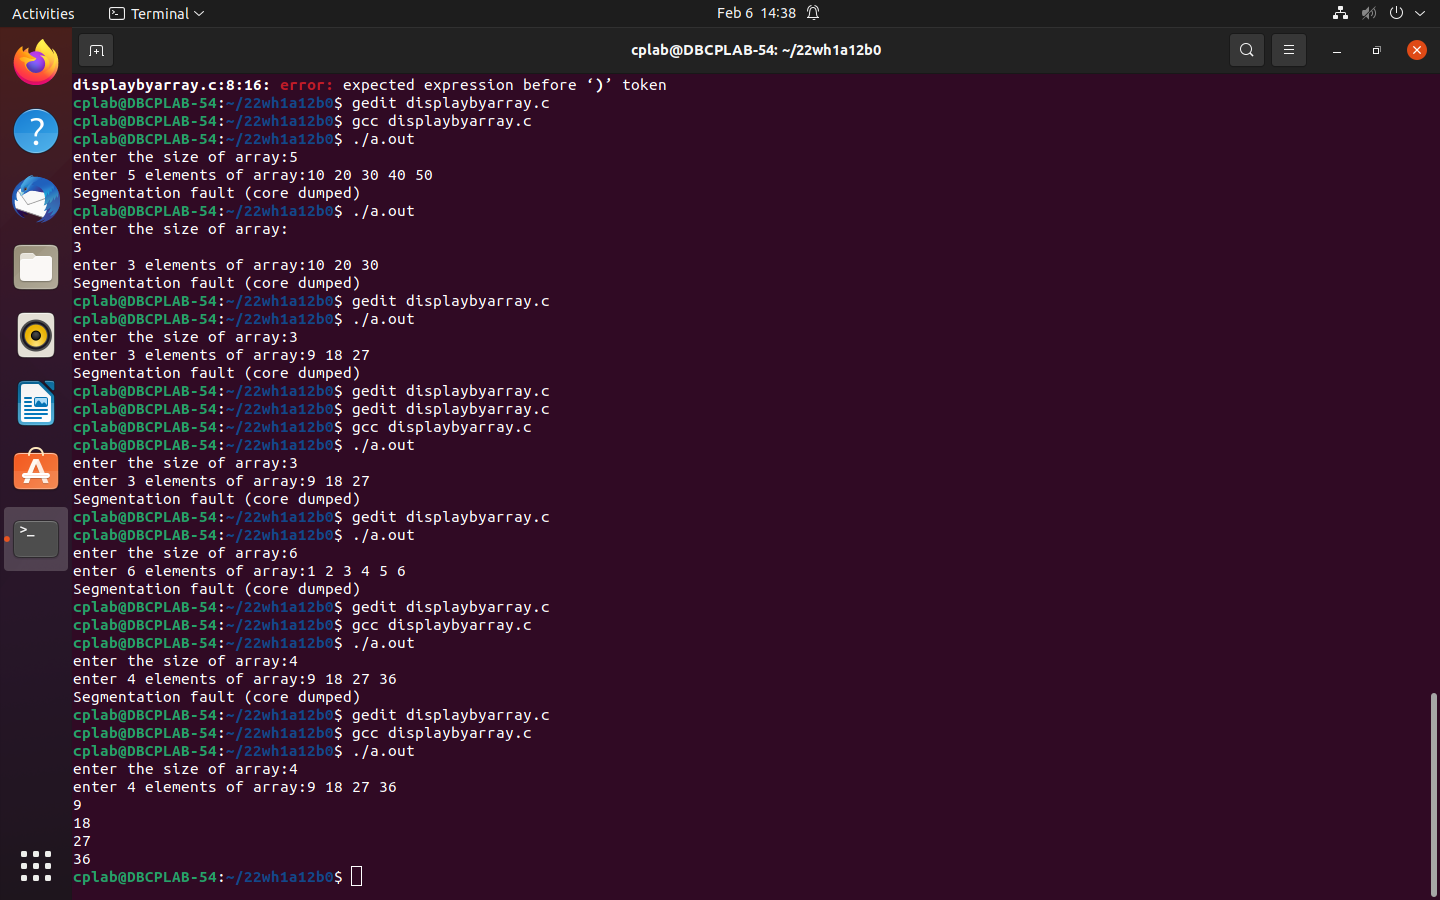 Activities
Terminal
Feb 6 14:38
cplab@DBCPLAB-54: ~/22wh1a12b0
displaybyarray.c:8:16: error: expected expression before ‘)’ token
cplab@DBCPLAB-54:~/22wh1a12b0$ gedit displaybyarray.c
cplab@DBCPLAB-54:~/22wh1a12b0$ gcc displaybyarray.c
cplab@DBCPLAB-54:~/22wh1a12b0$ ./a.out
enter the size of array:5
enter 5 elements of array:10 20 30 40 50
Segmentation fault (core dumped)
cplab@DBCPLAB-54:~/22wh1a12b0$ ./a.out
enter the size of array:
3
enter 3 elements of array:10 20 30
Segmentation fault (core dumped)
cplab@DBCPLAB-54:~/22wh1a12b0$ gedit displaybyarray.c
cplab@DBCPLAB-54:~/22wh1a12b0$ ./a.out
enter the size of array:3
enter 3 elements of array:9 18 27
Segmentation fault (core dumped)
cplab@DBCPLAB-54:~/22wh1a12b0$ gedit displaybyarray.c
cplab@DBCPLAB-54:~/22wh1a12b0$ gedit displaybyarray.c
cplab@DBCPLAB-54:~/22wh1a12b0$ gcc displaybyarray.c
cplab@DBCPLAB-54:~/22wh1a12b0$ ./a.out
enter the size of array:3
enter 3 elements of array:9 18 27
Segmentation fault (core dumped)
cplab@DBCPLAB-54:~/22wh1a12b0$ gedit displaybyarray.c
cplab@DBCPLAB-54:~/22wh1a12b0$ ./a.out
enter the size of array:6
enter 6 elements of array:1 2 3 4 5 6
Segmentation fault (core dumped)
cplab@DBCPLAB-54:~/22wh1a12b0$ gedit displaybyarray.c
cplab@DBCPLAB-54:~/22wh1a12b0$ gcc displaybyarray.c
cplab@DBCPLAB-54:~/22wh1a12b0$ ./a.out
enter the size of array:4
enter 4 elements of array:9 18 27 36
Segmentation fault (core dumped)
cplab@DBCPLAB-54:~/22wh1a12b0$ gedit displaybyarray.c
cplab@DBCPLAB-54:~/22wh1a12b0$ gcc displaybyarray.c
cplab@DBCPLAB-54:~/22wh1a12b0$ ./a.out
enter the size of array:4
enter 4 elements of array:9 18 27 36
9
18
27
36
cplab@DBCPLAB-54:~/22wh1a12b0$